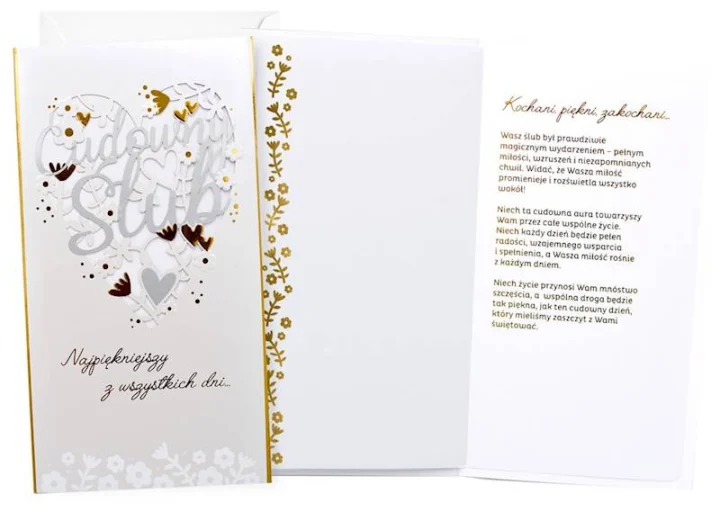 Cudowny
Ślub
Najpiękniejszy
z wszystkich dni...
Kochani, piękni, zakochani...
Wasz ślub był prawdziwie
magicznym wydarzeniem – pełnym
miłości, wzruszeń i niezapomnianych
chwil. Widać, że Wasza miłość
promienieje i rozświetla wszystko
wokół!
Niech ta cudowna aura towarzyszy
Wam przez całe wspólne życie.
Niech każdy dzień będzie pełen
radości, wzajemnego wsparcia
i spełnienia, a Wasza miłość rośnie
z każdym dniem.
Niech życie przynosi Wam mnóstwo
szczęścia, a wspólna droga będzie
tak piękna, jak ten cudowny dzień,
który mieliśmy zaszczyt z Wami
świętować.